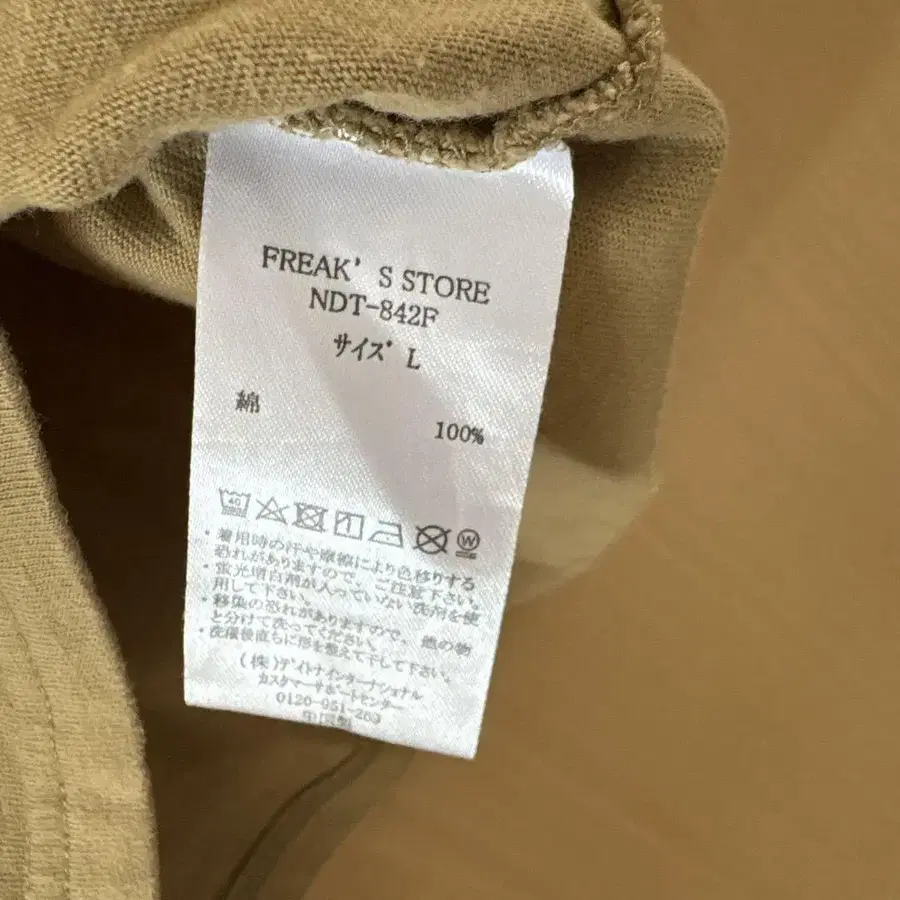 FREAK'S STORE
NDT-842F
サイズ L
綿 100%
40
W
・着用時の汗や摩擦により色移りする
恐れがありますので、ご注意下さい。
・蛍光増白剤が入っていない洗剤を使
用して下さい。
・移染の恐れがありますので、他の物
と分けて洗ってください。
・洗濯後直ちに形を整えて干して下さい。
(株)デイトナインターナショナル
カスタマーサポートセンター
0120-951-269
中国製